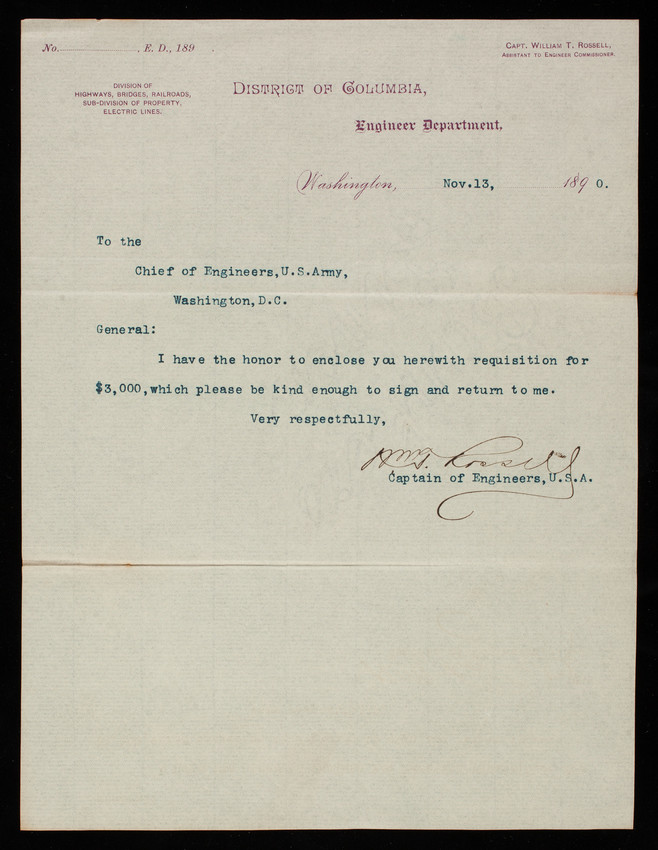 No. , E. D., 189 .
CAPT. WILLIAM T. ROSSELL,
ASSISTANT TO ENGINEER COMMISSIONER.
DIVISION OF
HIGHWAYS, BRIDGES, RAILROADS,
SUB-DIVISION OF PROPERTY,
ELECTRIC LINES.
DISTRICT OF COLUMBIA,
Engineer Department,
Washington, Nov.13, 1890.
To the
Chief of Engineers,U.S.Army,
Washington,D.C.
General:
I have the honor to enclose you herewith requisition for
$3,000,which please be kind enough to sign and return to me.
Very respectfully,
Wm T. Rossell
Captain of Engineers,U.S.A.